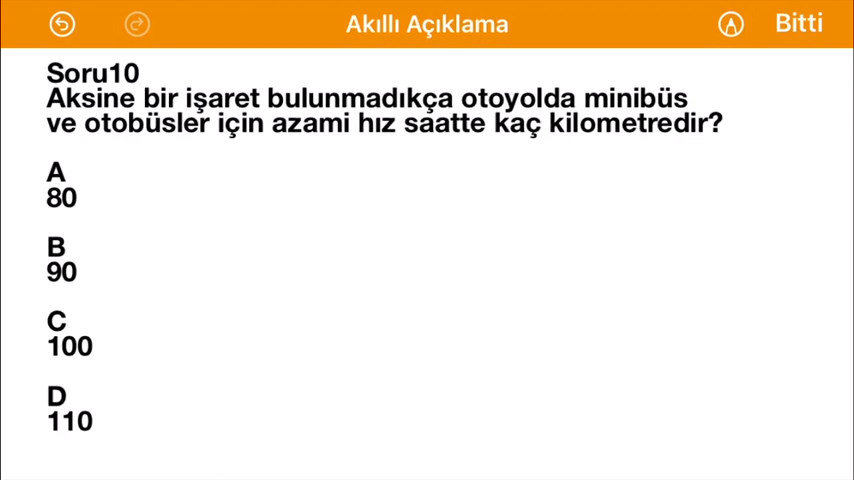 Akıllı Açıklama
Bitti
Soru10
Aksine bir işaret bulunmadıkça otoyolda minibüs
ve otobüsler için azami hız saatte kaç kilometredir?
A
80
B
90
C
100
D
110